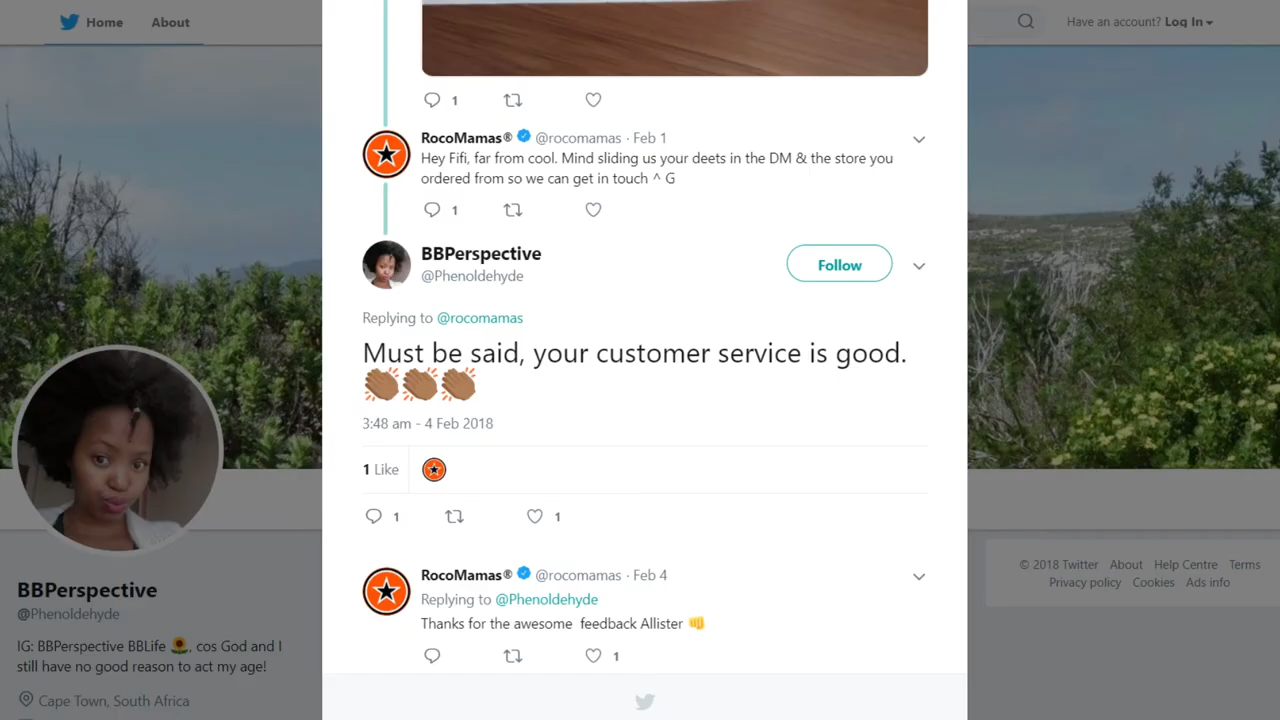 Home About
Have an account? Log In
1
RocoMamas® @rocomamas · Feb 1
Hey Fifi, far from cool. Mind sliding us your deets in the DM & the store you
ordered from so we can get in touch ^ G
1
BBPerspective
@Phenoldehyde
Follow
Replying to @rocomamas
Must be said, your customer service is good.
👏🏾👏🏾👏🏾
3:48 am - 4 Feb 2018
1 Like
1 1
RocoMamas® @rocomamas · Feb 4
Replying to @Phenoldehyde
Thanks for the awesome feedback Allister 👊
1
BBPerspective
@Phenoldehyde
IG: BBPerspective BBLife 🌻, cos God and I
still have no good reason to act my age!
Cape Town, South Africa
© 2018 Twitter About Help Centre Terms
Privacy policy Cookies Ads info